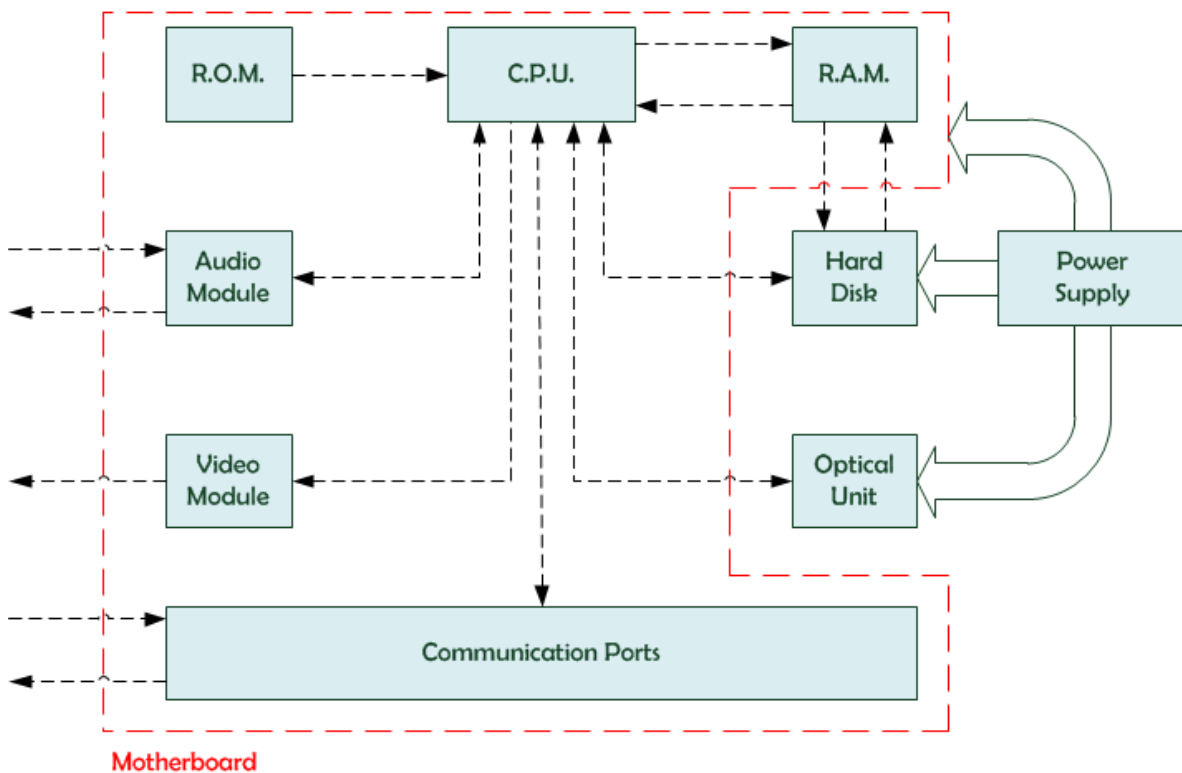 R.O.M.
C.P.U.
R.A.M.
Audio
Module
Hard
Disk
Power
Supply
Video
Module
Optical
Unit
Communication Ports
Motherboard